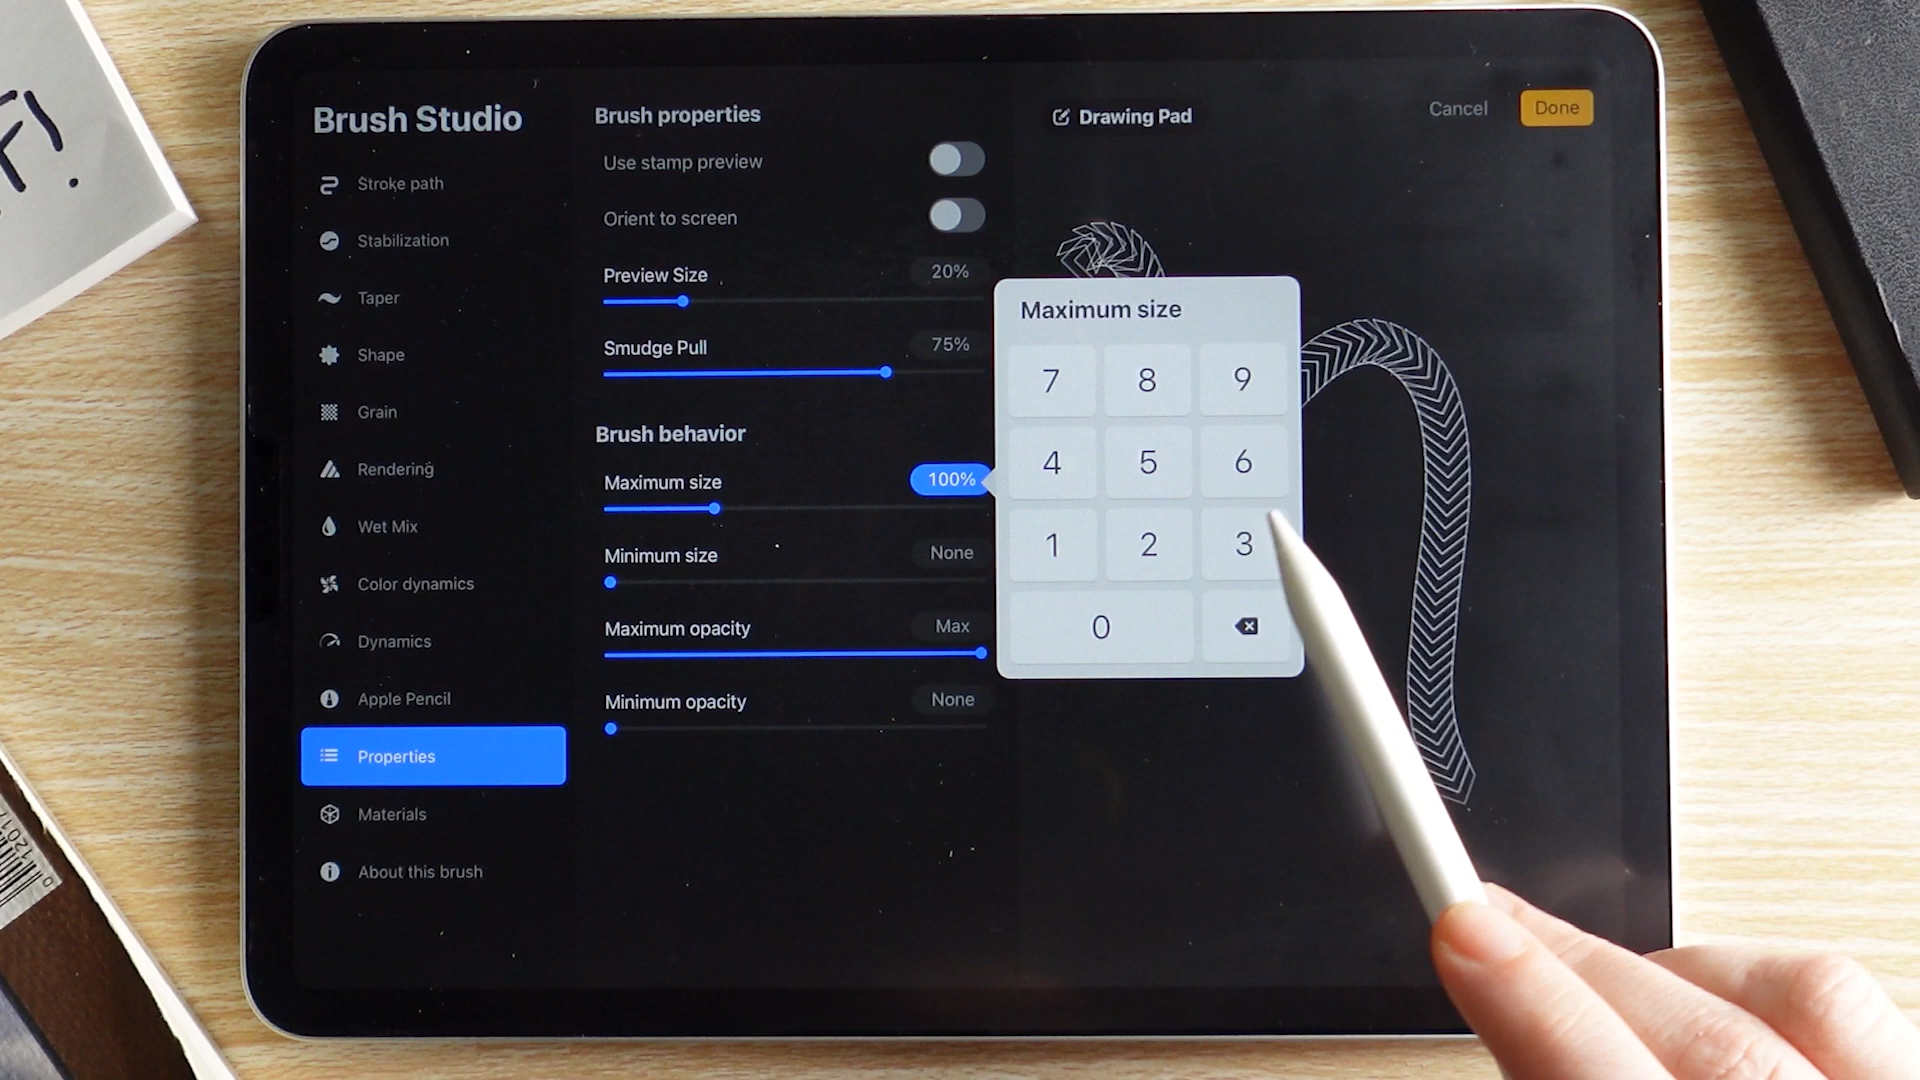 Brush Studio
Stroke path
Stabilization
Taper
Shape
Grain
Rendering
Wet Mix
Color dynamics
Dynamics
Apple Pencil
Properties
Materials
About this brush
Brush properties
Use stamp preview
Orient to screen
Preview Size 20%
Smudge Pull 75%
Brush behavior
Maximum size 100%
Minimum size None
Maximum opacity Max
Minimum opacity None
Drawing Pad
Cancel Done
Maximum size
7 8 9
4 5 6
1 2 3
0